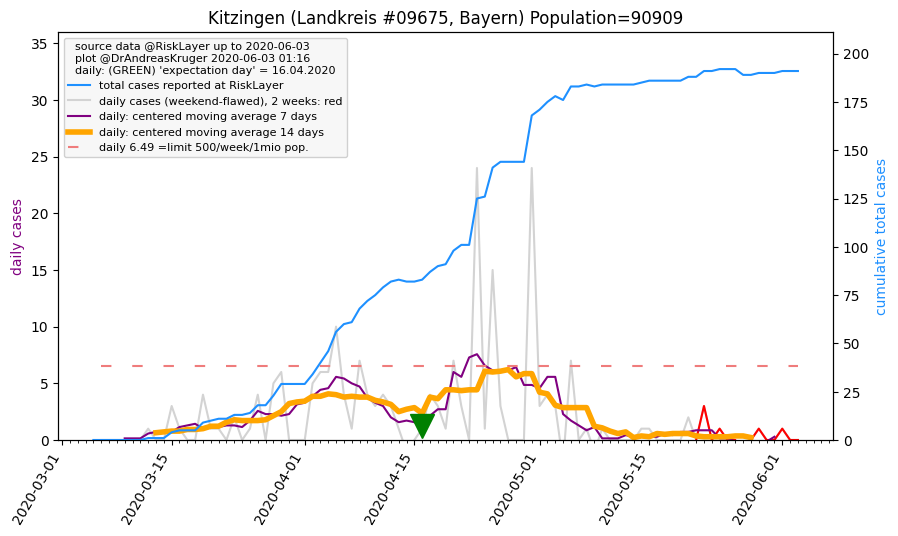 Kitzingen (Landkreis #09675, Bayern) Population=90909
source data @RiskLayer up to 2020-06-03
plot @DrAndreasKruger 2020-06-03 01:16
daily: (GREEN) 'expectation day' = 16.04.2020
total cases reported at RiskLayer
daily cases (weekend-flawed), 2 weeks: red
daily: centered moving average 7 days
daily: centered moving average 14 days
daily 6.49 =limit 500/week/1mio pop.
daily cases
35
30
25
20
15
10
5
0
cumulative total cases
200
175
150
125
100
75
50
25
0
2020-03-01
2020-03-15
2020-04-01
2020-04-15
2020-05-01
2020-05-15
2020-06-01